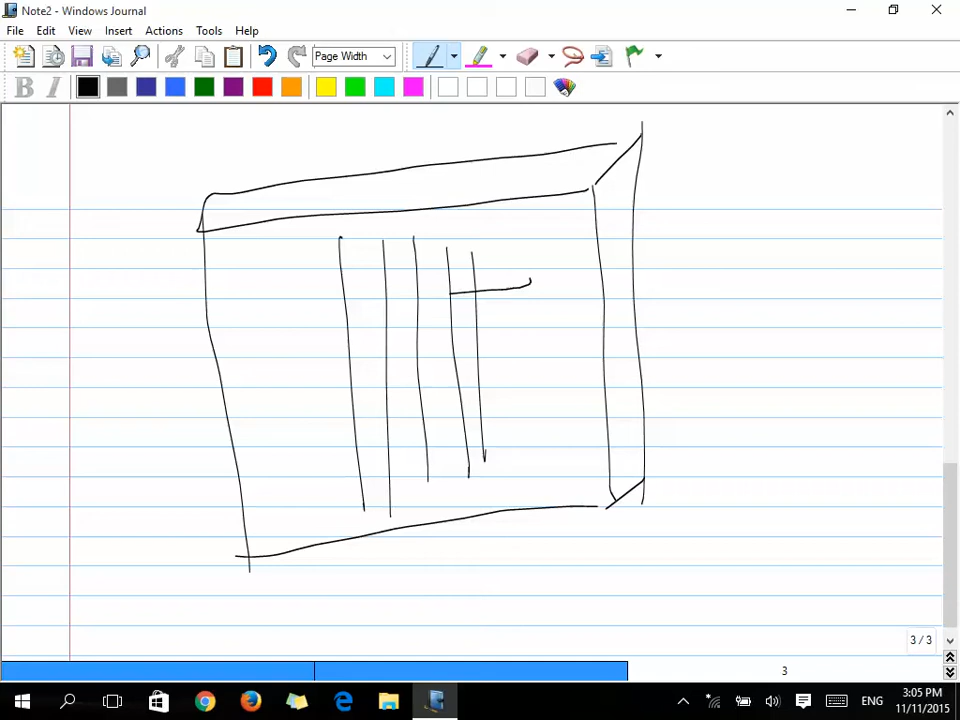 Note2 - Windows Journal
File Edit View Insert Actions Tools Help
Page Width
B I
3 / 3
3
ENG
3:05 PM
11/11/2015